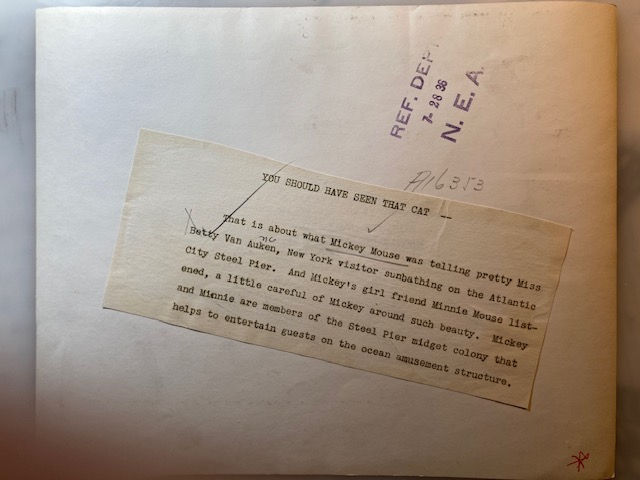 REF. DEPT
7-28 36
N. E. A.
A16353
YOU SHOULD HAVE SEEN THAT CAT --
That is about what Mickey Mouse was telling pretty Miss
Betty Van Auken, New York visitor sunbathing on the Atlantic
City Steel Pier. And Mickey's girl friend Minnie Mouse list-
ened, a little careful of Mickey around such beauty. Mickey
and Minnie are members of the Steel Pier midget colony that
helps to entertain guests on the ocean amusement structure.